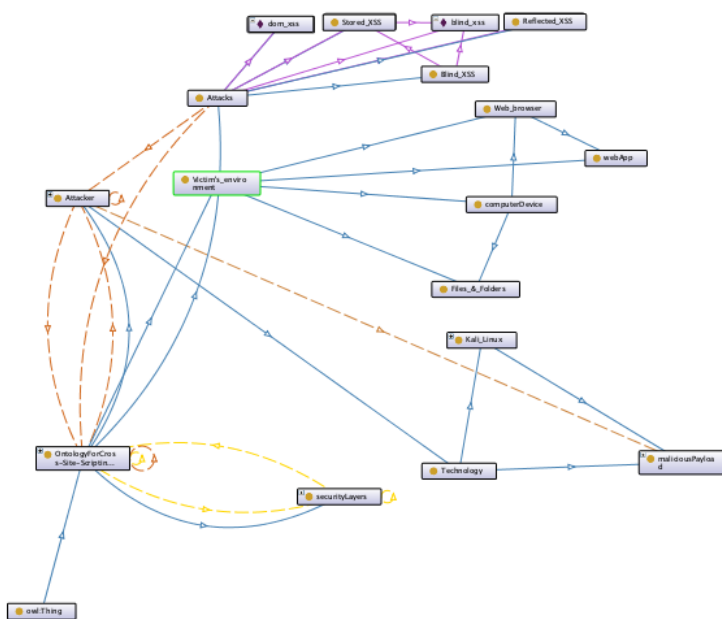 dom_xss
Stored_XSS
blind_xss
Reflected_XSS
Blind_XSS
Attacks
Web_browser
webApp
Victim's_enviro
nment
Attacker
computerDevice
Files_&_Folders
Kali_Linux
OntologyForCros
s-Site-Scriptin...
Technology
maliciousPayloa
d
securityLayers
owl:Thing